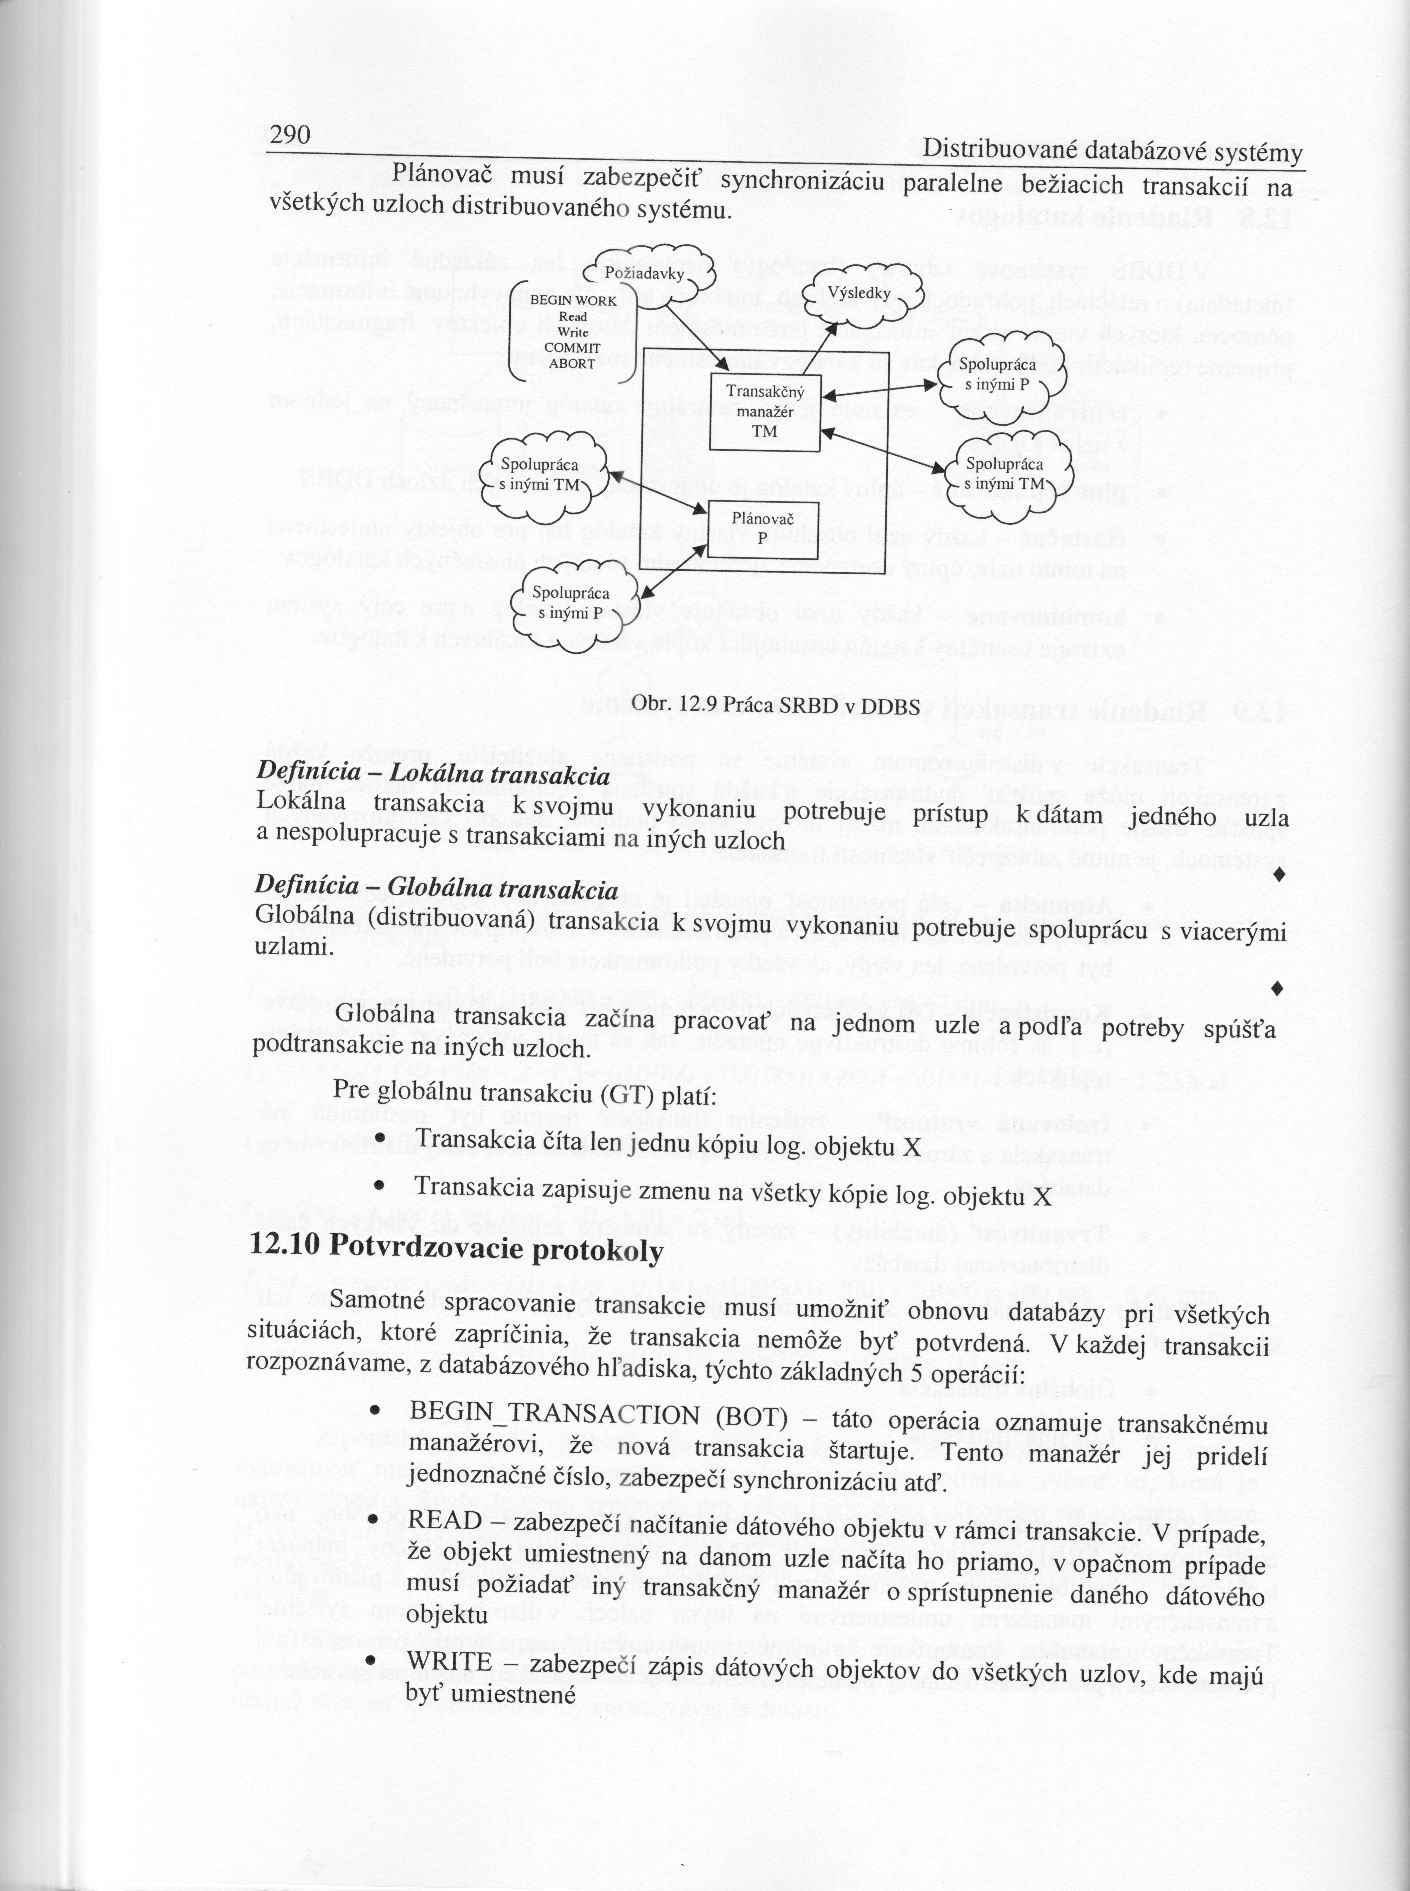 290
Distribuované databázové systémy
Plánovač musí zabezpečiť synchronizáciu paralelne bežiacich transakcií na
všetkých uzloch distribuovaného systému.
Požiadavky
Výsledky
BEGIN WORK
Read
Write
COMMIT
ABORT
Spolupráca
s inými P
Transakčný
manažér
TM
Spolupráca
s inými TM
Spolupráca
s inými TM
Plánovač
P
Spolupráca
s inými P
Obr. 12.9 Práca SRBD v DDBS
Definícia – Lokálna transakcia
Lokálna transakcia k svojmu vykonaniu potrebuje prístup k dátam jedného uzla
a nespolupracuje s transakciami na iných uzloch
♦
Definícia – Globálna transakcia
Globálna (distribuovaná) transakcia k svojmu vykonaniu potrebuje spoluprácu s viacerými
uzlami.
♦
Globálna transakcia začína pracovať na jednom uzle a podľa potreby spúšťa
podtransakcie na iných uzloch.
Pre globálnu transakciu (GT) platí:
• Transakcia číta len jednu kópiu log. objektu X
• Transakcia zapisuje zmenu na všetky kópie log. objektu X
12.10 Potvrdzovacie protokoly
Samotné spracovanie transakcie musí umožniť obnovu databázy pri všetkých
situáciách, ktoré zapríčinia, že transakcia nemôže byť potvrdená. V každej transakcii
rozpoznávame, z databázového hľadiska, týchto základných 5 operácií:
• BEGIN_TRANSACTION (BOT) – táto operácia oznamuje transakčnému
manažérovi, že nová transakcia štartuje. Tento manažér jej pridelí
jednoznačné číslo, zabezpečí synchronizáciu atď.
• READ – zabezpečí načítanie dátového objektu v rámci transakcie. V prípade,
že objekt umiestnený na danom uzle načíta ho priamo, v opačnom prípade
musí požiadať iný transakčný manažér o sprístupnenie daného dátového
objektu
• WRITE – zabezpečí zápis dátových objektov do všetkých uzlov, kde majú
byť umiestnené